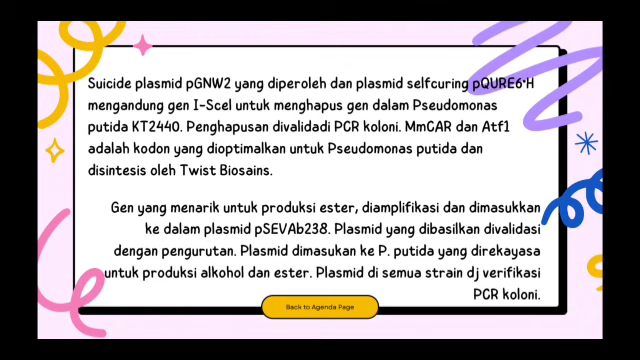 Suicide plasmid pGNW2 yang diperoleh dan plasmid selfcuring pQURE6·H
mengandung gen I-SceI untuk menghapus gen dalam Pseudomonas
putida KT2440. Penghapusan divalidadi PCR koloni. MmCAR dan Atf1
adalah kodon yang dioptimalkan untuk Pseudomonas putida dan
disintesis oleh Twist Biosains.
Gen yang menarik untuk produksi ester, diamplifikasi dan dimasukkan
ke dalam plasmid pSEVAb238. Plasmid yang dibasilkan divalidasi
dengan pengurutan. Plasmid dimasukan ke P. putida yang direkayasa
untuk produksi alkohol dan ester. Plasmid di semua strain dj verifikasi
PCR koloni.
Back to Agenda Page